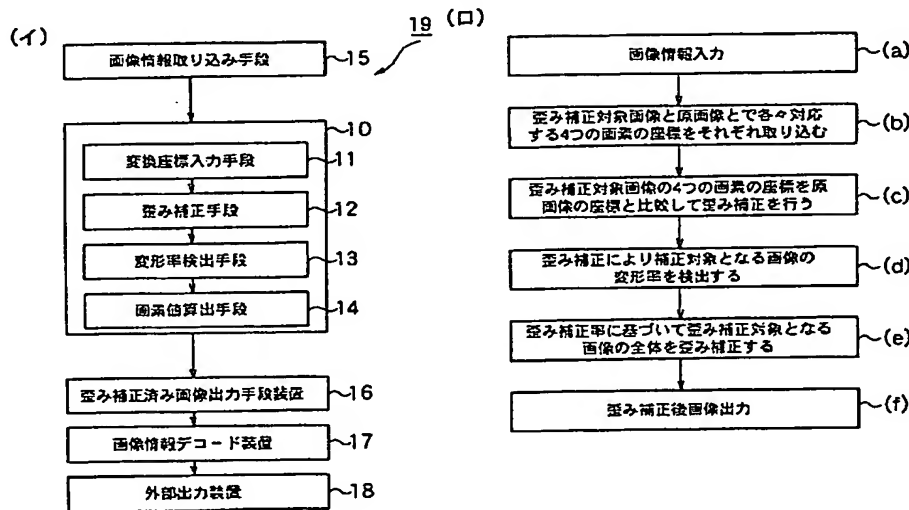 (イ)
19
画像情報取り込み手段
15
10
変換座標入力手段
11
歪み補正手段
12
変形率検出手段
13
画素値算出手段
14
歪み補正済み画像出力手段装置
16
画像情報デコード装置
17
外部出力装置
18
(ロ)
画像情報入力
(a)
歪み補正対象画像と原画像とで各々対応
する4つの画素の座標をそれぞれ取り込む
(b)
歪み補正対象画像の4つの画素の座標を原
画像の座標と比較して歪み補正を行う
(c)
歪み補正により補正対象となる画像の
変形率を検出する
(d)
歪み補正率に基づいて歪み補正対象となる
画像の全体を歪み補正する
(e)
歪み補正後画像出力
(f)